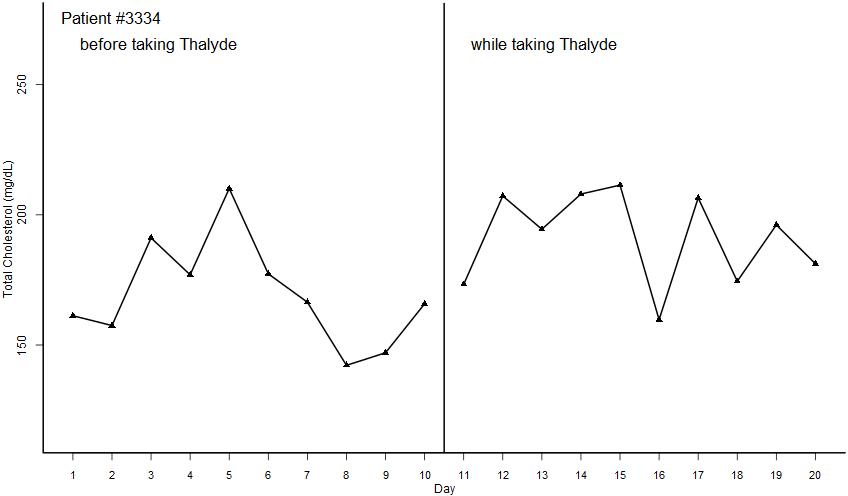 Patient #3334
before taking Thalyde
while taking Thalyde
Total Cholesterol (mg/dL)
250
200
150
1 2 3 4 5 6 7 8 9 10 11 12 13 14 15 16 17 18 19 20
Day